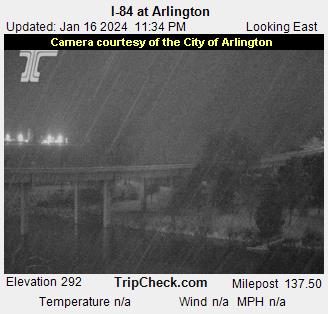 I-84 at Arlington
Updated: Jan 16 2024 11:34 PM Looking East
Camera courtesy of the City of Arlington
Elevation 292 TripCheck.com Milepost 137.50
Temperature n/a Wind n/a MPH n/a